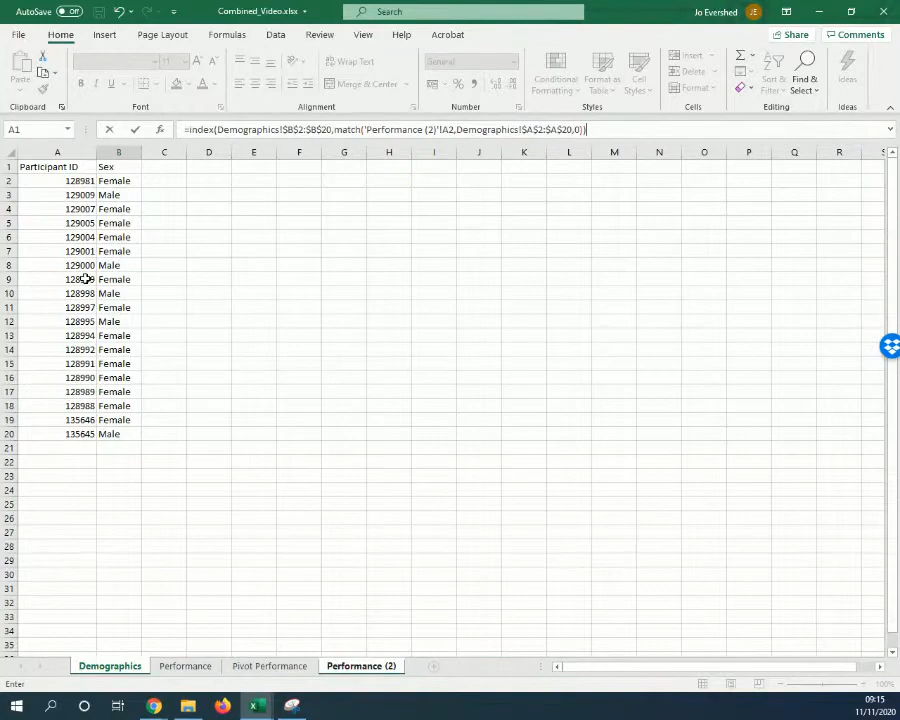 AutoSave Off Combined_Video.xlsx Search Jo Evershed JE
File Home Insert Draw Page Layout Formulas Data Review View Help Acrobat Share Comments
Paste 11 A A Wrap Text General Conditional Formatting Format as Table Cell Styles Insert Delete Format Sort & Filter Find & Select Ideas
B I U Merge & Center
Clipboard Font Alignment Number Styles Cells Editing Ideas
A1 fx =index(Demographics!$B$2:$B$20,match('Performance (2)'!A2,Demographics!$A$2:$A$20,0))
A B C D E F G H I J K L M N O P Q R S
1 Participant ID Sex
2 128981 Female
3 129009 Male
4 129007 Female
5 129005 Female
6 129004 Female
7 129001 Female
8 129000 Male
9 Female
10 128998 Male
11 128997 Female
12 128995 Male
13 128994 Female
14 128992 Female
15 128991 Female
16 128990 Female
17 128989 Female
18 128988 Female
19 135646 Female
20 135645 Male
21
22
23
24
25
26
27
28
29
30
31
32
33
34
35
Demographics Performance Pivot Performance Performance (2)
Enter 100%
09:15
11/11/2020